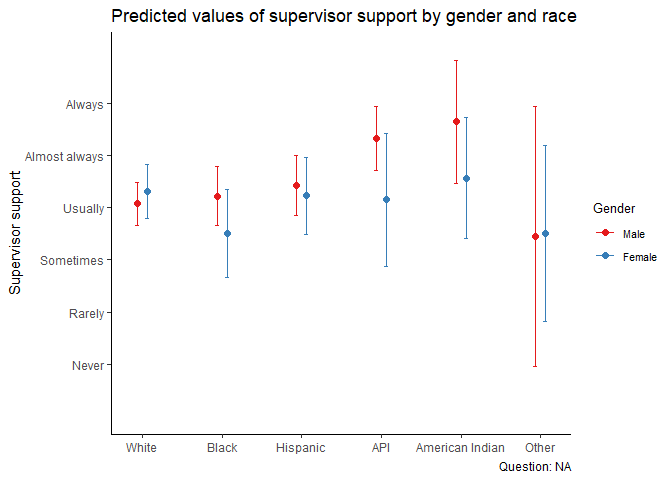 Predicted values of supervisor support by gender and race
Supervisor support
Always
Almost always
Usually
Sometimes
Rarely
Never
White
Black
Hispanic
API
American Indian
Other
Question: NA
Gender
Male
Female